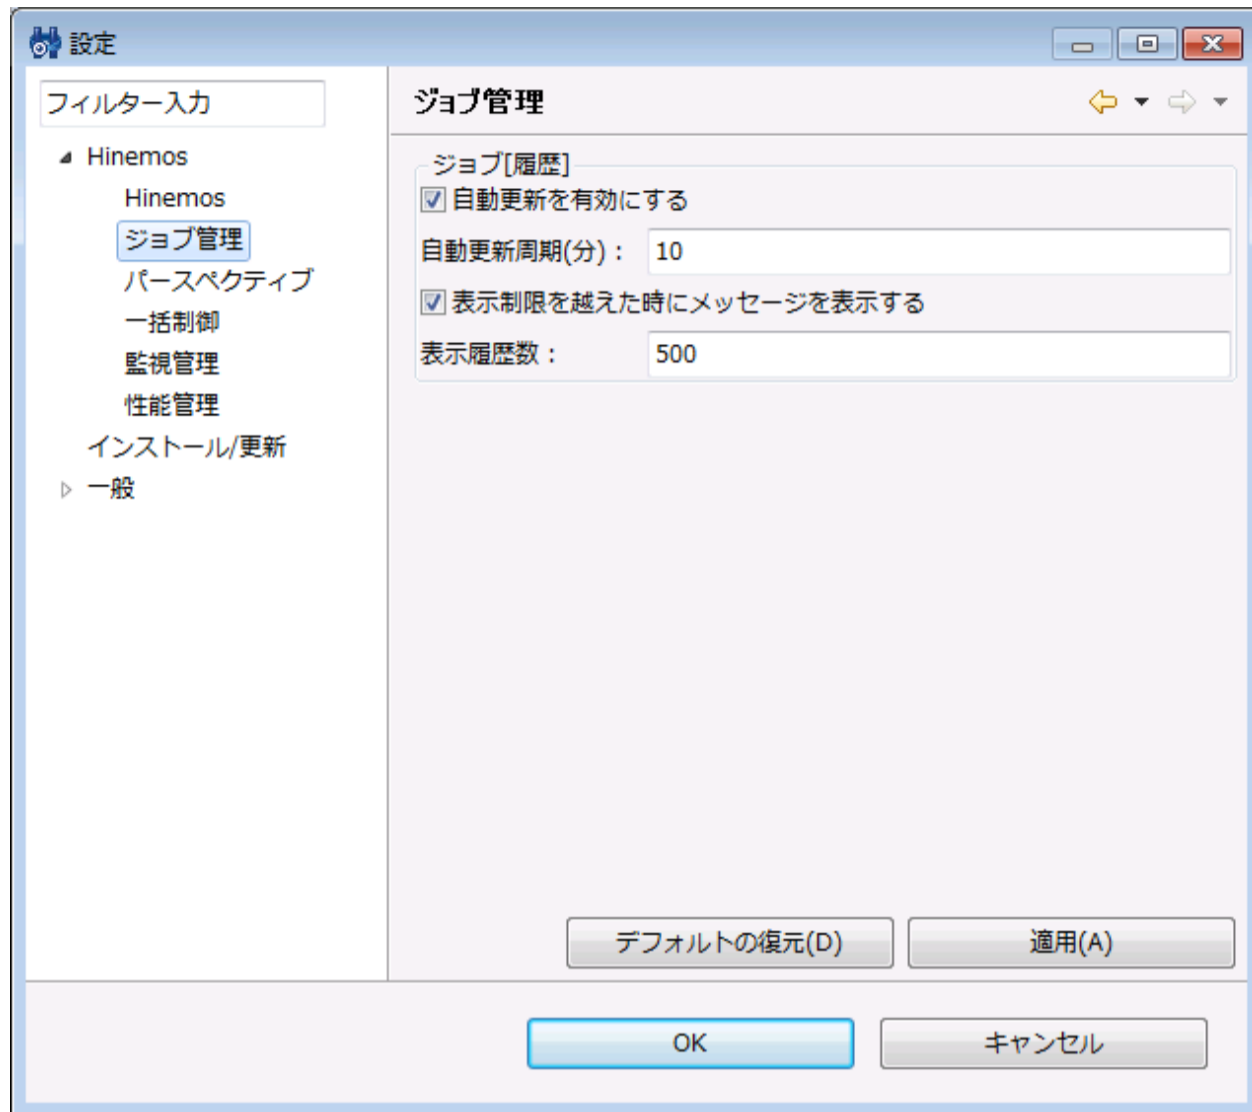 設定
フィルター入力
Hinemos
Hinemos
ジョブ管理
パースペクティブ
一括制御
監視管理
性能管理
インストール/更新
一般
ジョブ管理
ジョブ[履歴]
自動更新を有効にする
自動更新周期(分)： 10
表示制限を越えた時にメッセージを表示する
表示履歴数： 500
デフォルトの復元(D)
適用(A)
OK
キャンセル